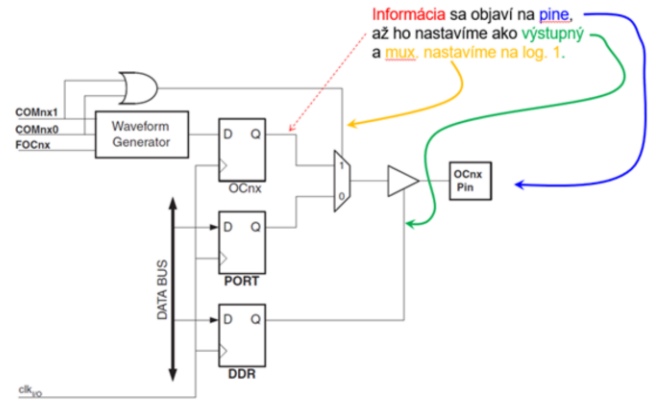 Informácia sa objaví na pine,
až ho nastavíme ako výstupný
a mux. nastavíme na log. 1.
COMnx1
COMnx0
FOCnx
Waveform
Generator
D Q
OCnx
1
0
OCnx
Pin
D Q
PORT
DATA BUS
D Q
DDR
clkI/O